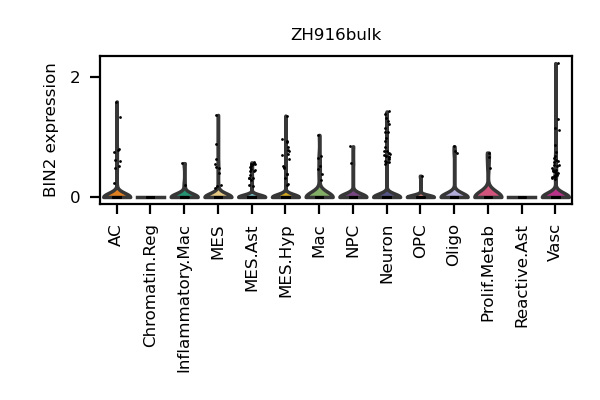 ZH916bulk
BIN2 expression
2
0
AC
Chromatin.Reg
Inflammatory.Mac
MES
MES.Ast
MES.Hyp
Mac
NPC
Neuron
OPC
Oligo
Prolif.Metab
Reactive.Ast
Vasc